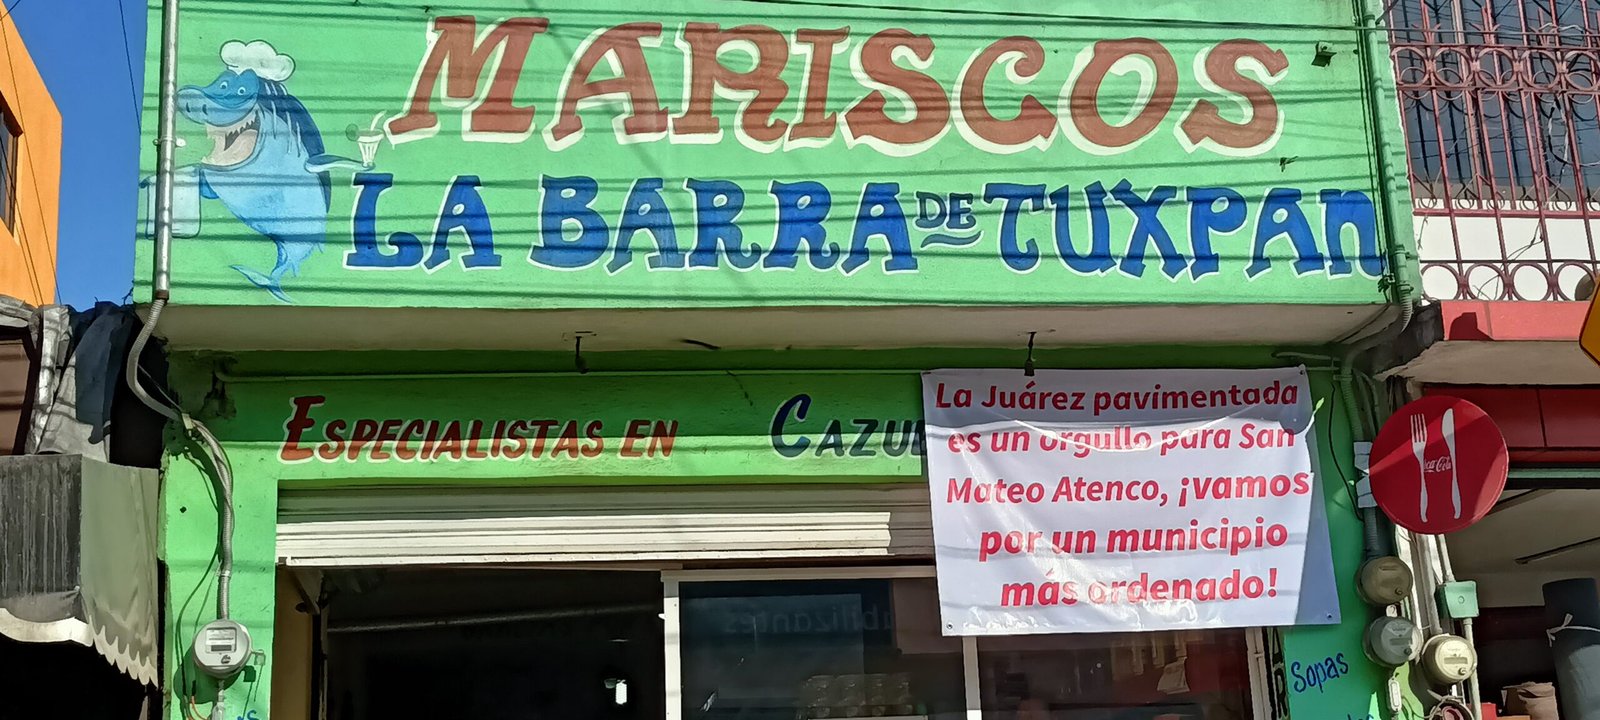 MARISCOS
LA BARRA DE TUXPAN
ESPECIALISTAS EN
La Juárez pavimentada
es un orgullo para San
Mateo Atenco, ¡vamos
por un municipio
más ordenado!
Coca-Cola
Sopas